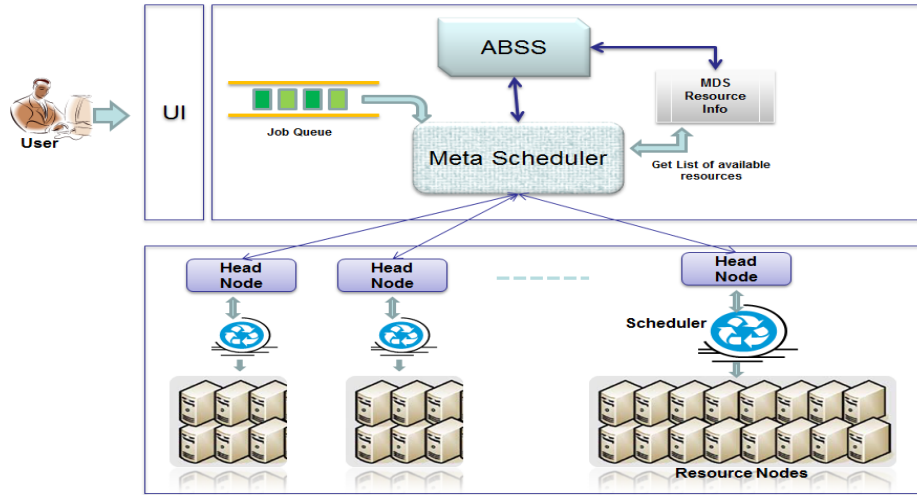 User
UI
ABSS
Job Queue
Meta Scheduler
MDS
Resource
Info
Get List of available
resources
Head
Node
Head
Node
Head
Node
Scheduler
Resource Nodes